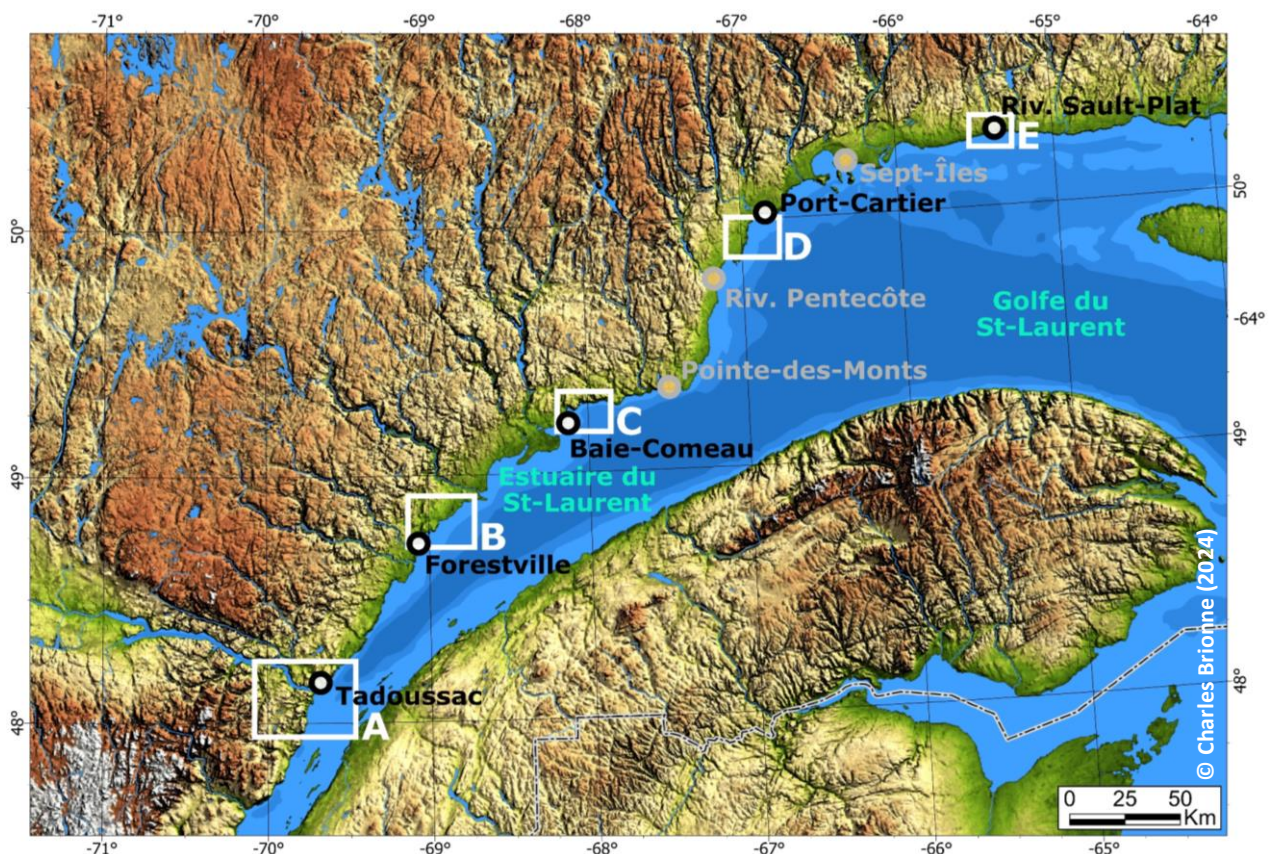 -71° -70° -69° -68° -67° -66° -65° -64°
Riv. Sault-Plat
E
Sept-Îles
50°
Port-Cartier
50°
D
Riv. Pentecôte
Golfe du
St-Laurent
-64°
Pointe-des-Monts
C
Baie-Comeau
49°
49°
Estuaire du
St-Laurent
B
Forestville
Tadoussac
A
48°
48°
© Charles Brionne (2024)
0 25 50
Km
-71° -70° -69° -68° -67° -66° -65°